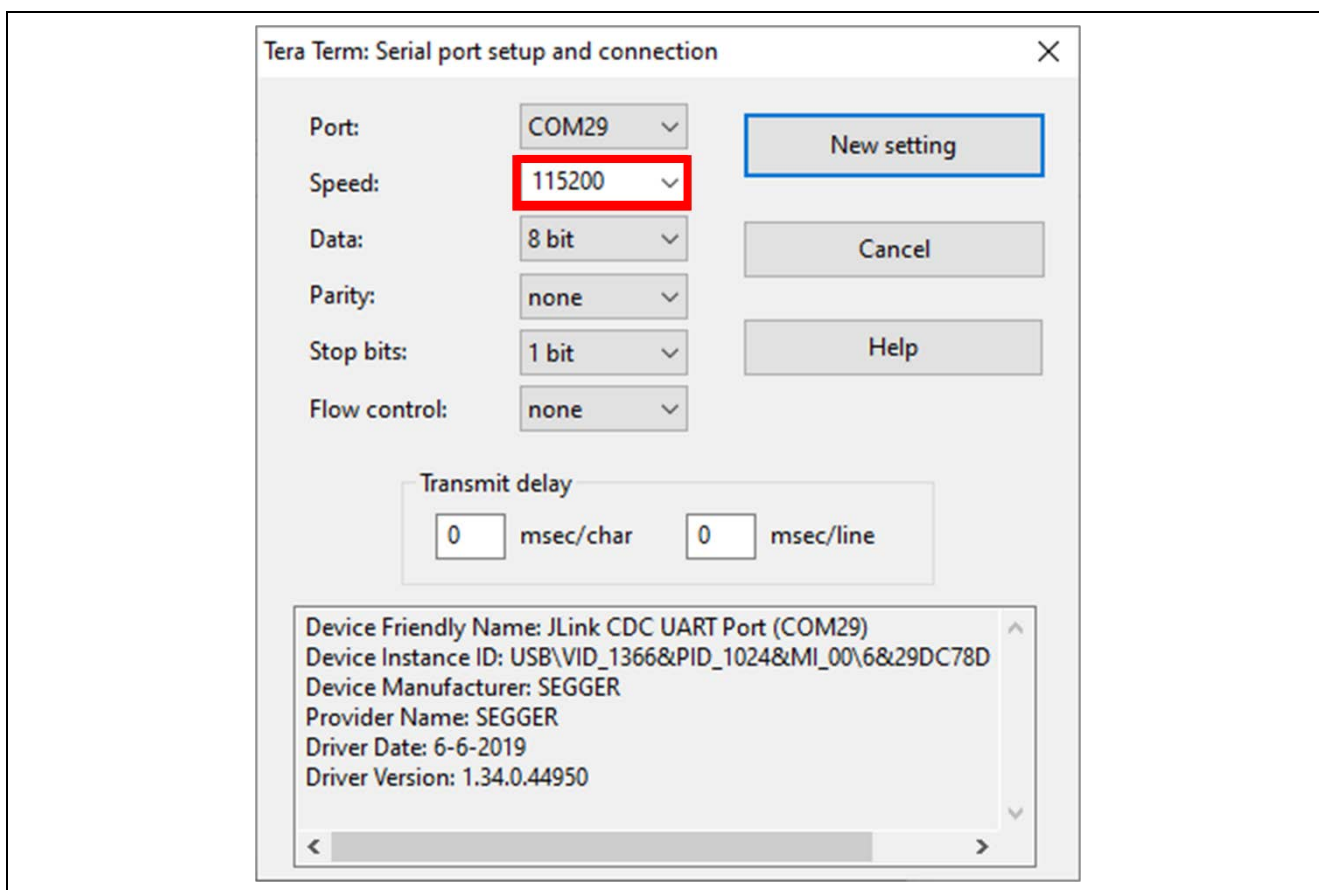 Tera Term: Serial port setup and connection
Port: COM29 New setting
Speed: 115200
Data: 8 bit Cancel
Parity: none
Stop bits: 1 bit Help
Flow control: none
Transmit delay
0 msec/char 0 msec/line
Device Friendly Name: JLink CDC UART Port (COM29)
Device Instance ID: USB\VID_1366&PID_1024&MI_00\6&29DC78D
Device Manufacturer: SEGGER
Provider Name: SEGGER
Driver Date: 6-6-2019
Driver Version: 1.34.0.44950